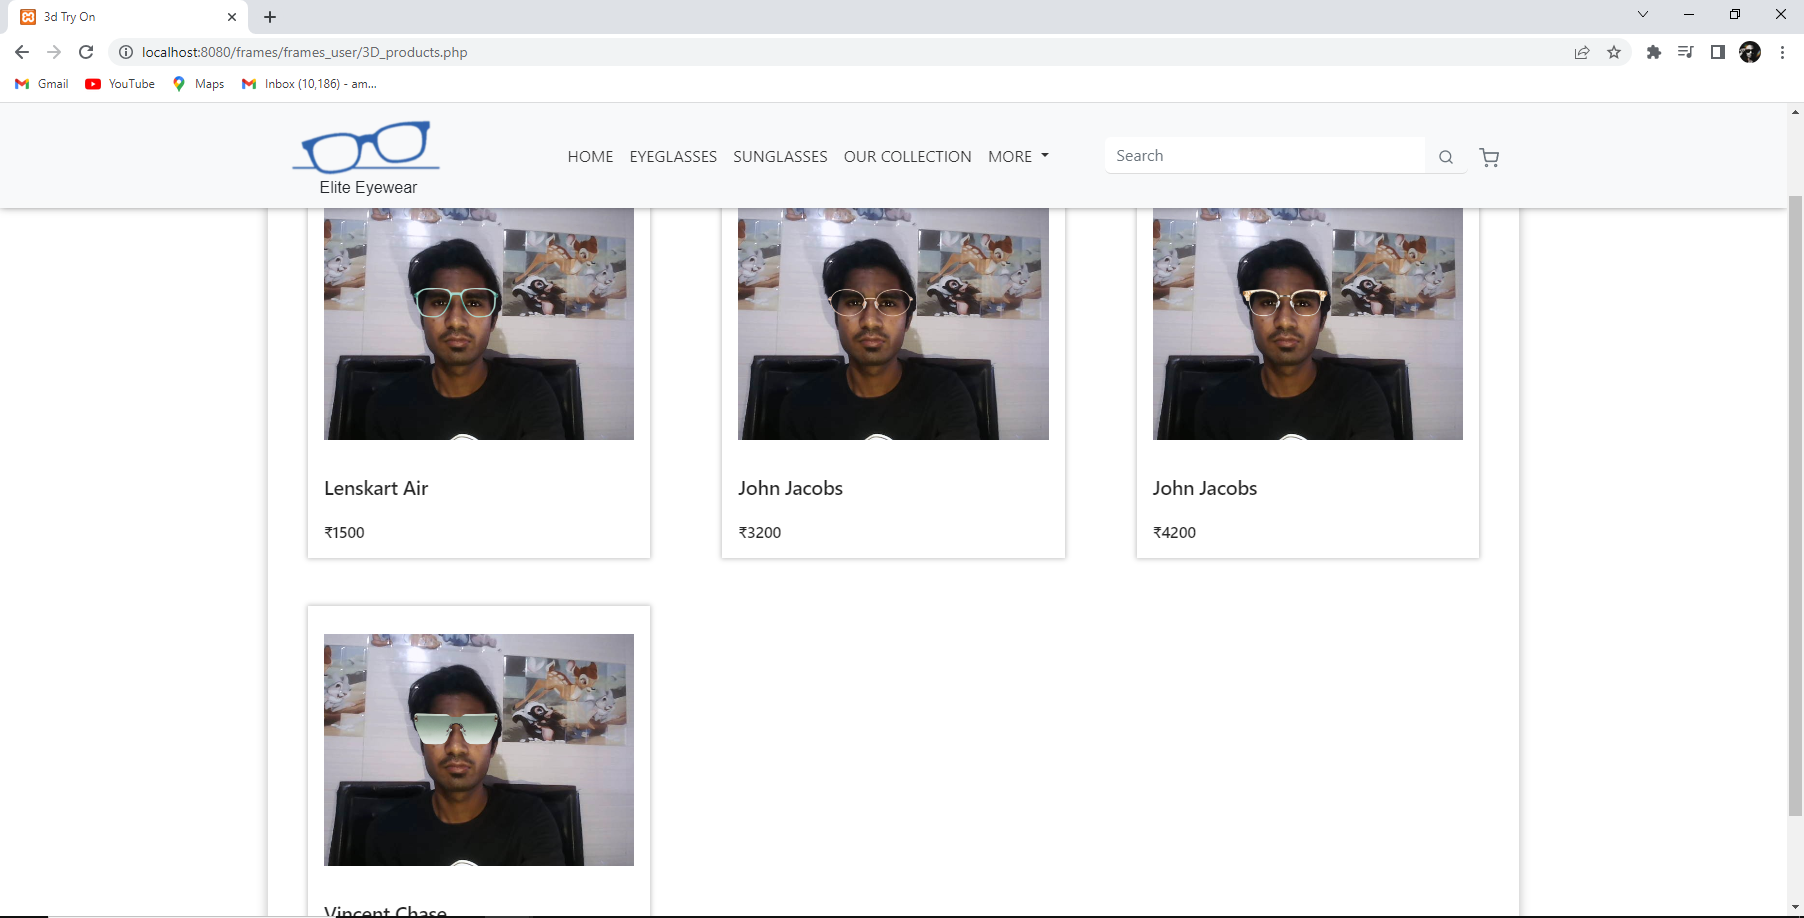 3d Try On
localhost:8080/frames/frames_user/3D_products.php
Gmail YouTube Maps Inbox (10,186) - am...
Elite Eyewear
HOME EYEGLASSES SUNGLASSES OUR COLLECTION MORE Search
Lenskart Air John Jacobs John Jacobs
₹1500 ₹3200 ₹4200
Vincent Chase